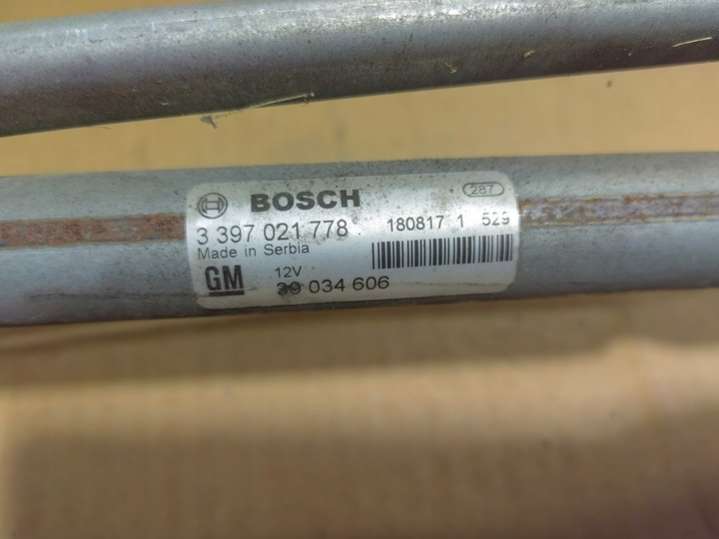 BOSCH 287
3 397 021 778 180817 1 529
Made in Serbia
GM 12V
39 034 606